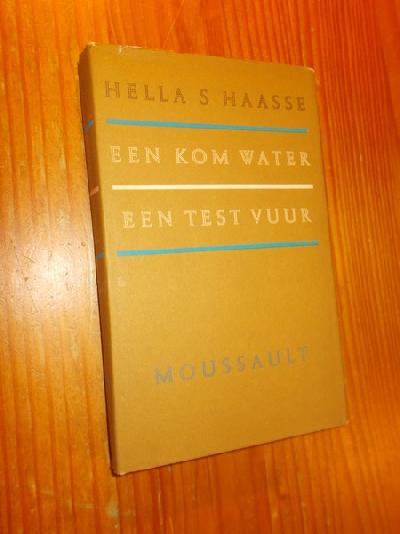 HELLA S HAASSE
EEN KOM WATER
EEN TEST VUUR
MOUSSAULT